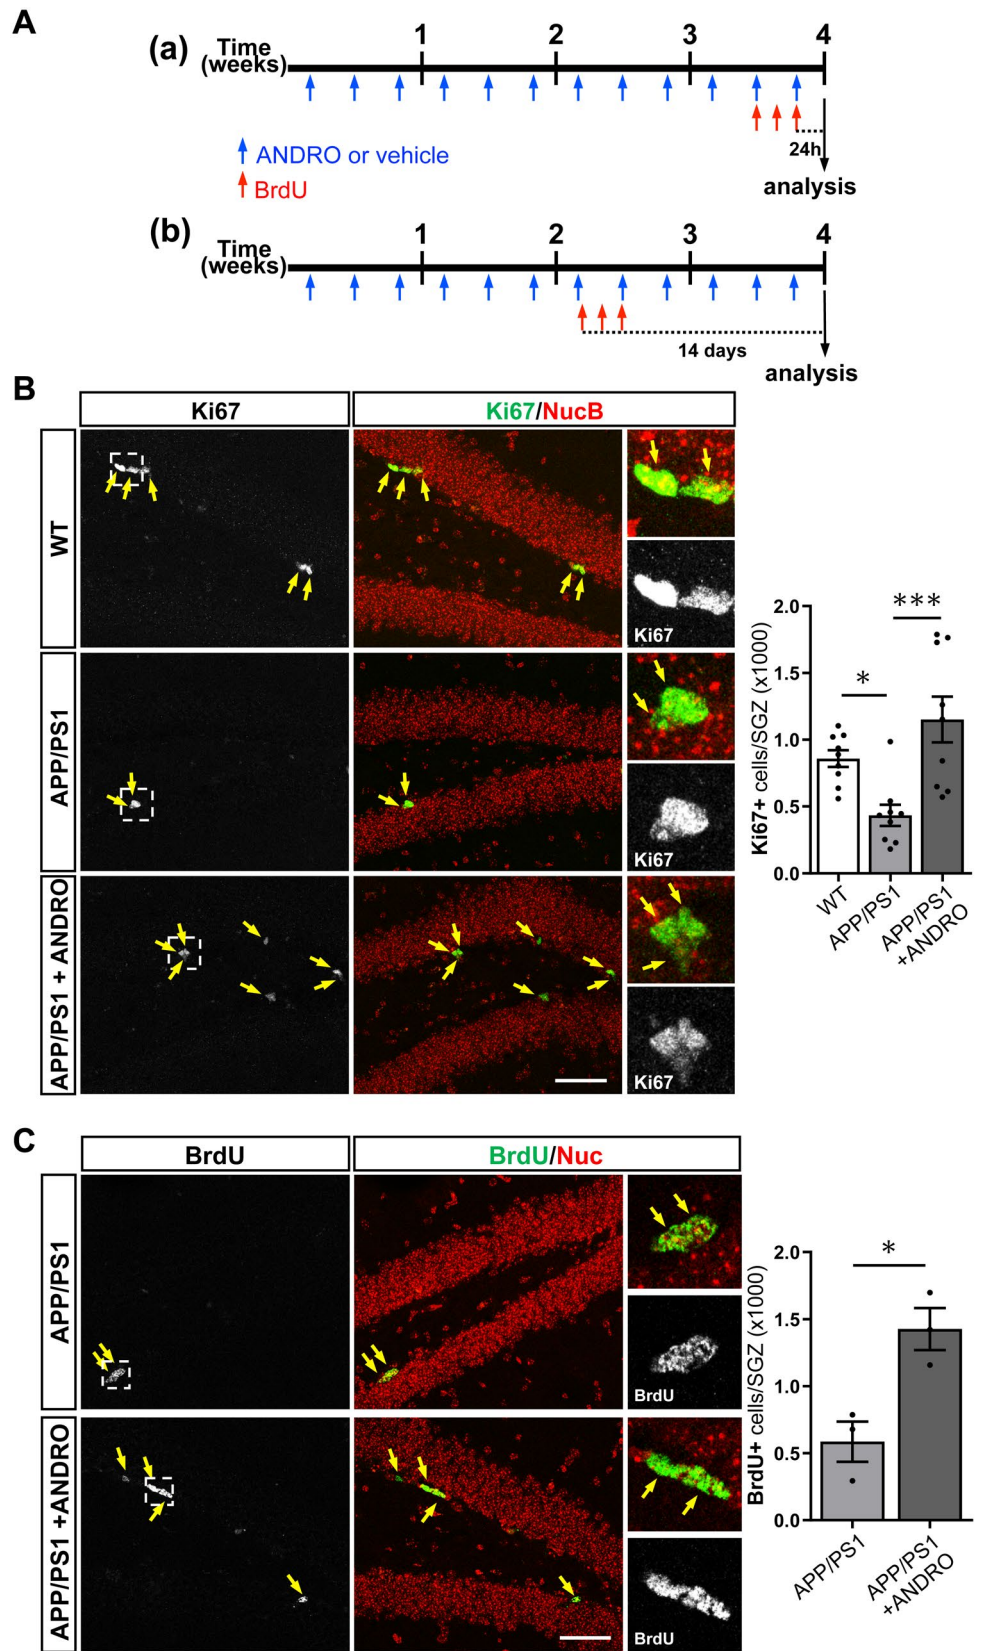 A
(a)
Time
(weeks)
1 2 3 4
24h
analysis
ANDRO or vehicle
BrdU
(b)
Time
(weeks)
1 2 3 4
14 days
analysis
B
Ki67
Ki67/NucB
WT
Ki67
APP/PS1
Ki67
APP/PS1 + ANDRO
Ki67
Ki67+ cells/SGZ (x1000)
2.0
1.5
1.0
0.5
0.0
*
***
WT
APP/PS1
APP/PS1
+ANDRO
C
BrdU
BrdU/Nuc
APP/PS1
BrdU
APP/PS1 +ANDRO
BrdU
BrdU+ cells/SGZ (x1000)
2.0
1.5
1.0
0.5
0.0
*
APP/PS1
APP/PS1
+ANDRO